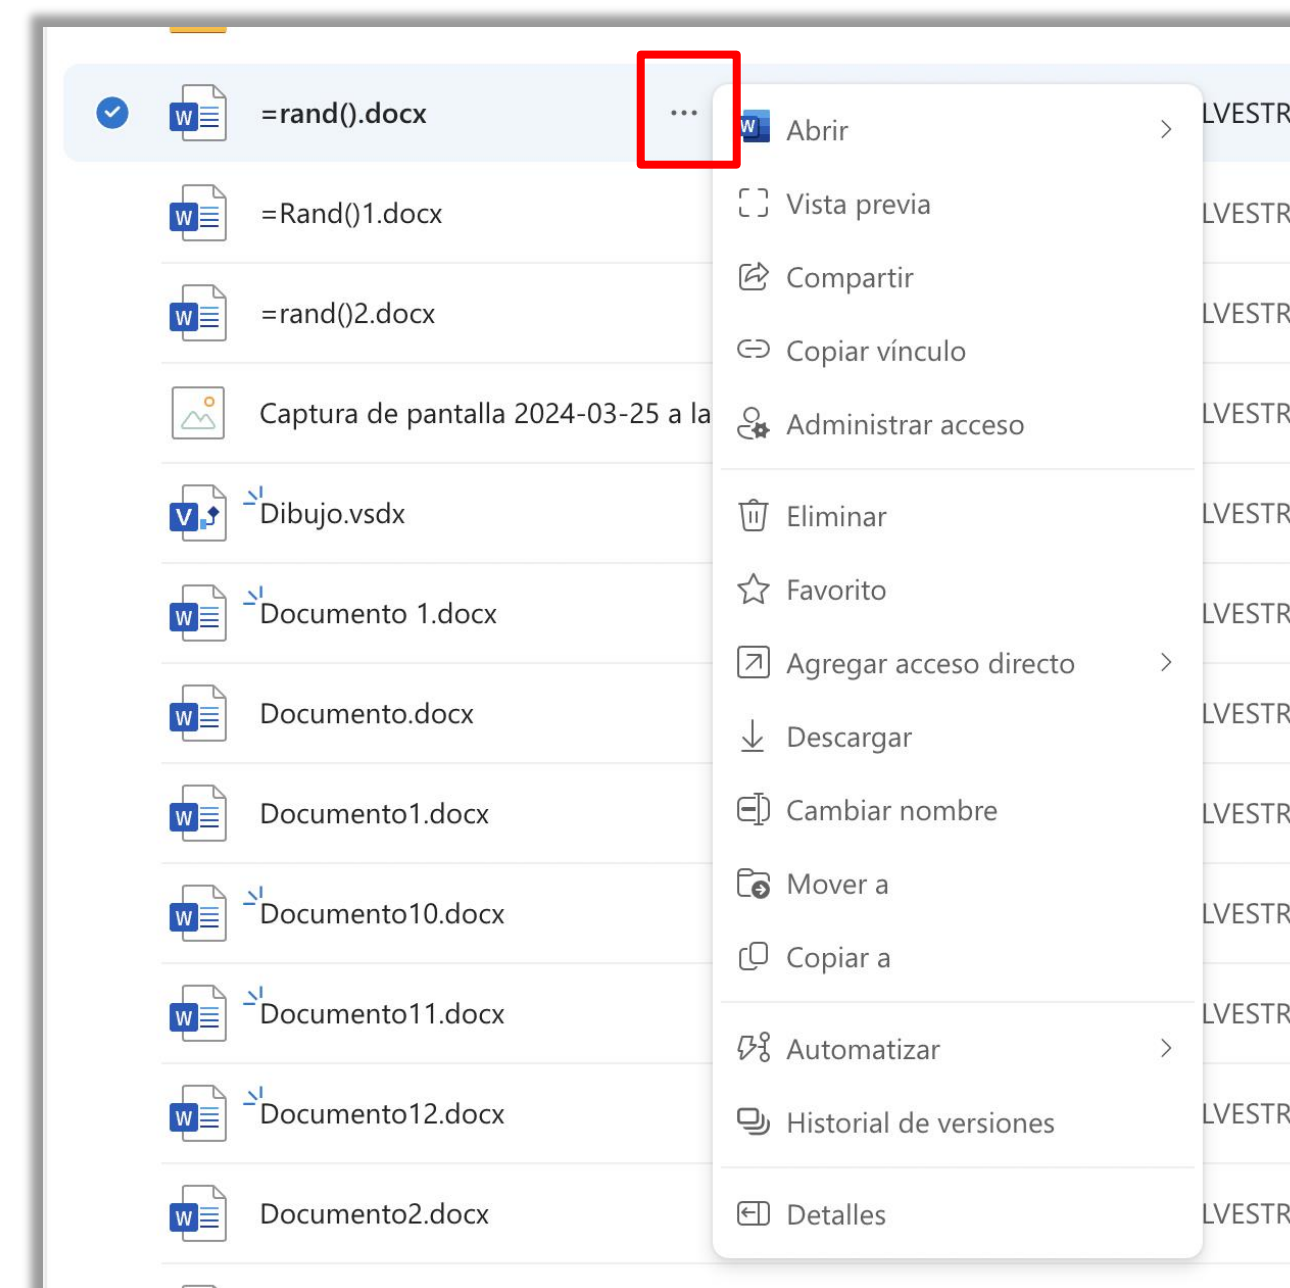 =rand().docx ... LVESTR
=Rand()1.docx LVESTR
=rand()2.docx LVESTR
Captura de pantalla 2024-03-25 a la LVESTR
Dibujo.vsdx LVESTR
Documento 1.docx LVESTR
Documento.docx LVESTR
Documento1.docx LVESTR
Documento10.docx LVESTR
Documento11.docx LVESTR
Documento12.docx LVESTR
Documento2.docx LVESTR
Abrir
Vista previa
Compartir
Copiar vínculo
Administrar acceso
Eliminar
Favorito
Agregar acceso directo
Descargar
Cambiar nombre
Mover a
Copiar a
Automatizar
Historial de versiones
Detalles